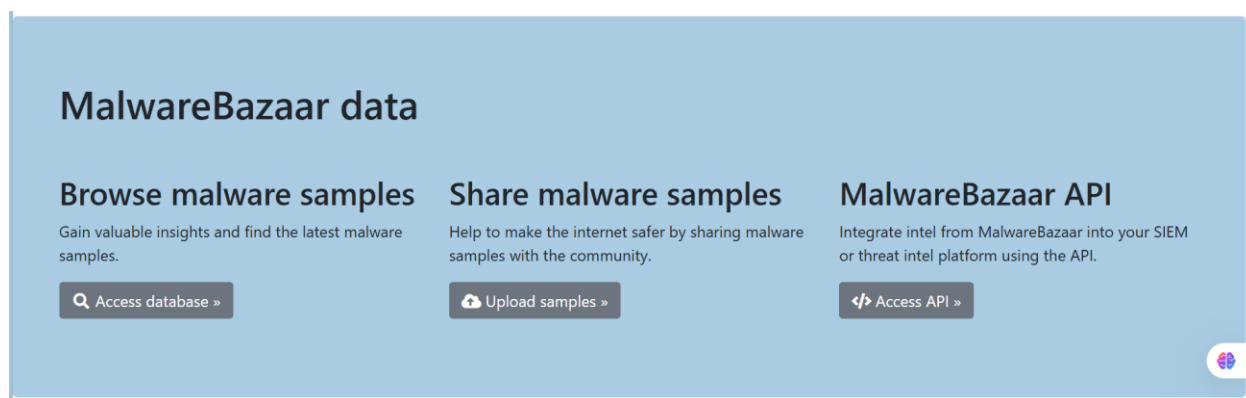 MalwareBazaar data
Browse malware samples
Gain valuable insights and find the latest malware
samples.
Access database »
Share malware samples
Help to make the internet safer by sharing malware
samples with the community.
Upload samples »
MalwareBazaar API
Integrate intel from MalwareBazaar into your SIEM
or threat intel platform using the API.
Access API »